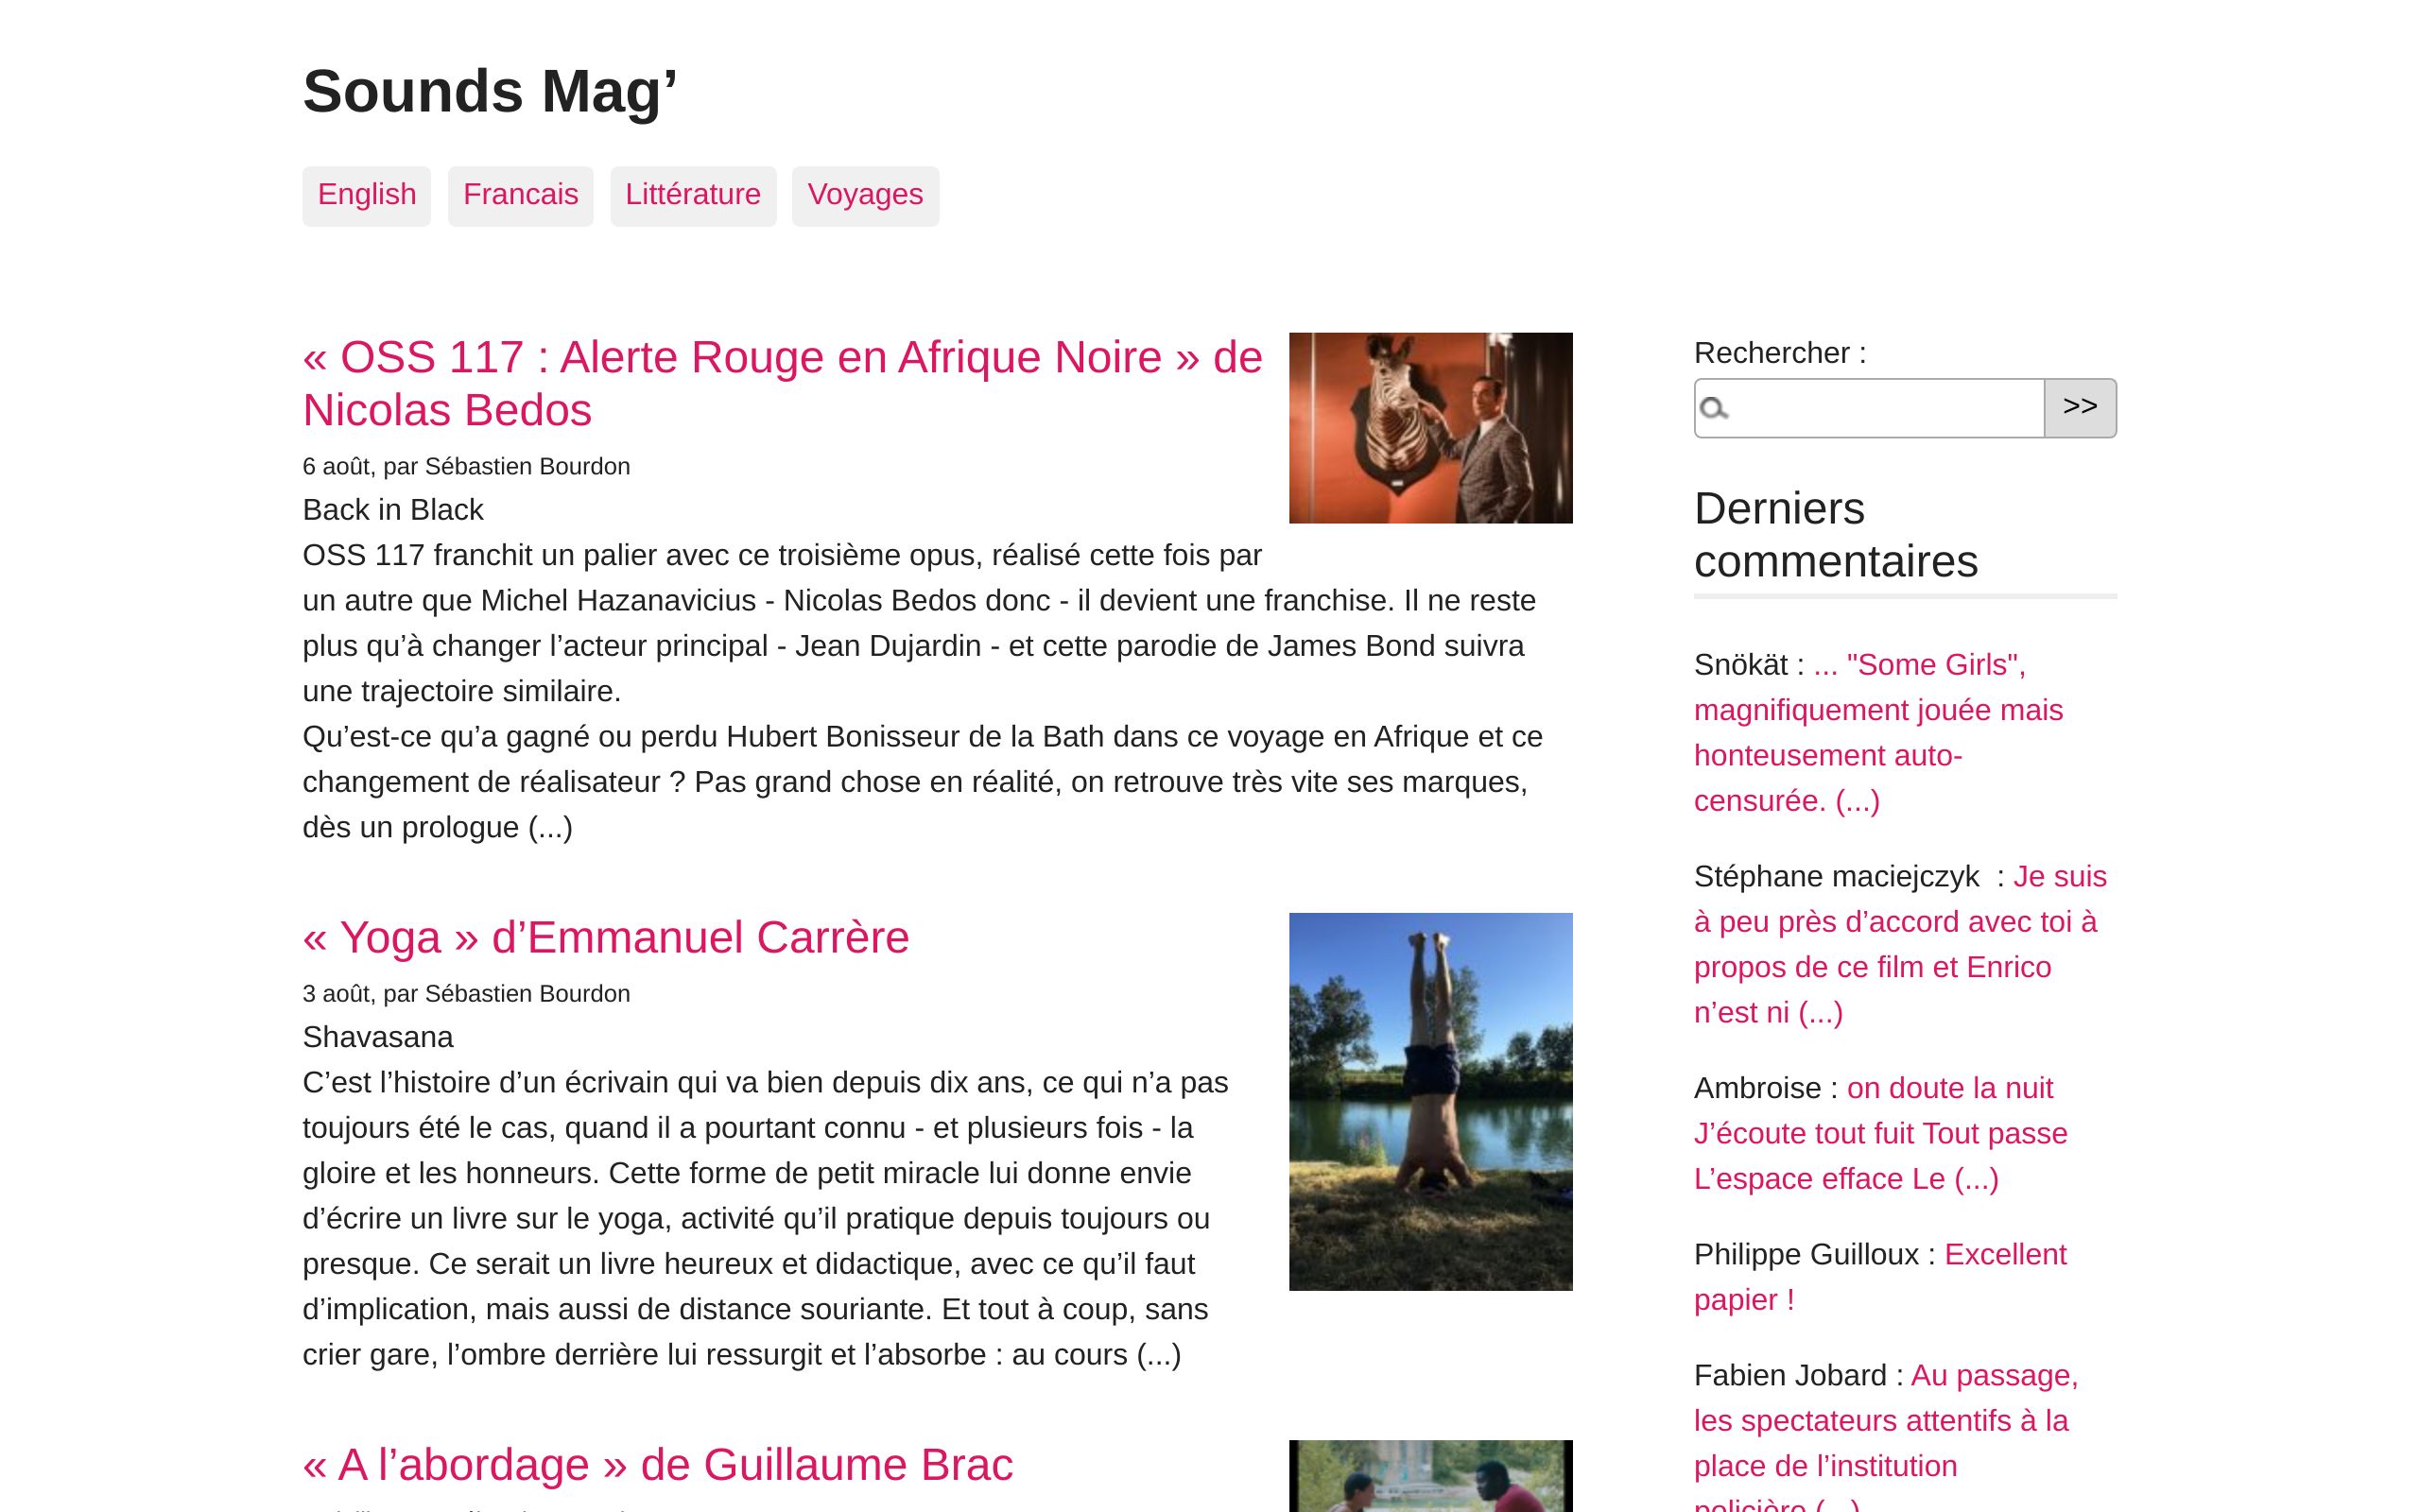 Sounds Mag’
English
Francais
Littérature
Voyages
« OSS 117 : Alerte Rouge en Afrique Noire » de
Nicolas Bedos
6 août, par Sébastien Bourdon
Back in Black
OSS 117 franchit un palier avec ce troisième opus, réalisé cette fois par
un autre que Michel Hazanavicius - Nicolas Bedos donc - il devient une franchise. Il ne reste
plus qu’à changer l’acteur principal - Jean Dujardin - et cette parodie de James Bond suivra
une trajectoire similaire.
Qu’est-ce qu’a gagné ou perdu Hubert Bonisseur de la Bath dans ce voyage en Afrique et ce
changement de réalisateur ? Pas grand chose en réalité, on retrouve très vite ses marques,
dès un prologue (...)
« Yoga » d’Emmanuel Carrère
3 août, par Sébastien Bourdon
Shavasana
C’est l’histoire d’un écrivain qui va bien depuis dix ans, ce qui n’a pas
toujours été le cas, quand il a pourtant connu - et plusieurs fois - la
gloire et les honneurs. Cette forme de petit miracle lui donne envie
d’écrire un livre sur le yoga, activité qu’il pratique depuis toujours ou
presque. Ce serait un livre heureux et didactique, avec ce qu’il faut
d’implication, mais aussi de distance souriante. Et tout à coup, sans
crier gare, l’ombre derrière lui ressurgit et l’absorbe : au cours (...)
« A l’abordage » de Guillaume Brac
Rechercher :
>>
Derniers
commentaires
Snökät : ... "Some Girls",
magnifiquement jouée mais
honteusement auto-
censurée. (...)
Stéphane maciejczyk  : Je suis
à peu près d’accord avec toi à
propos de ce film et Enrico
n’est ni (...)
Ambroise : on doute la nuit
J’écoute tout fuit Tout passe
L’espace efface Le (...)
Philippe Guilloux : Excellent
papier !
Fabien Jobard : Au passage,
les spectateurs attentifs à la
place de l’institution
policière (...)